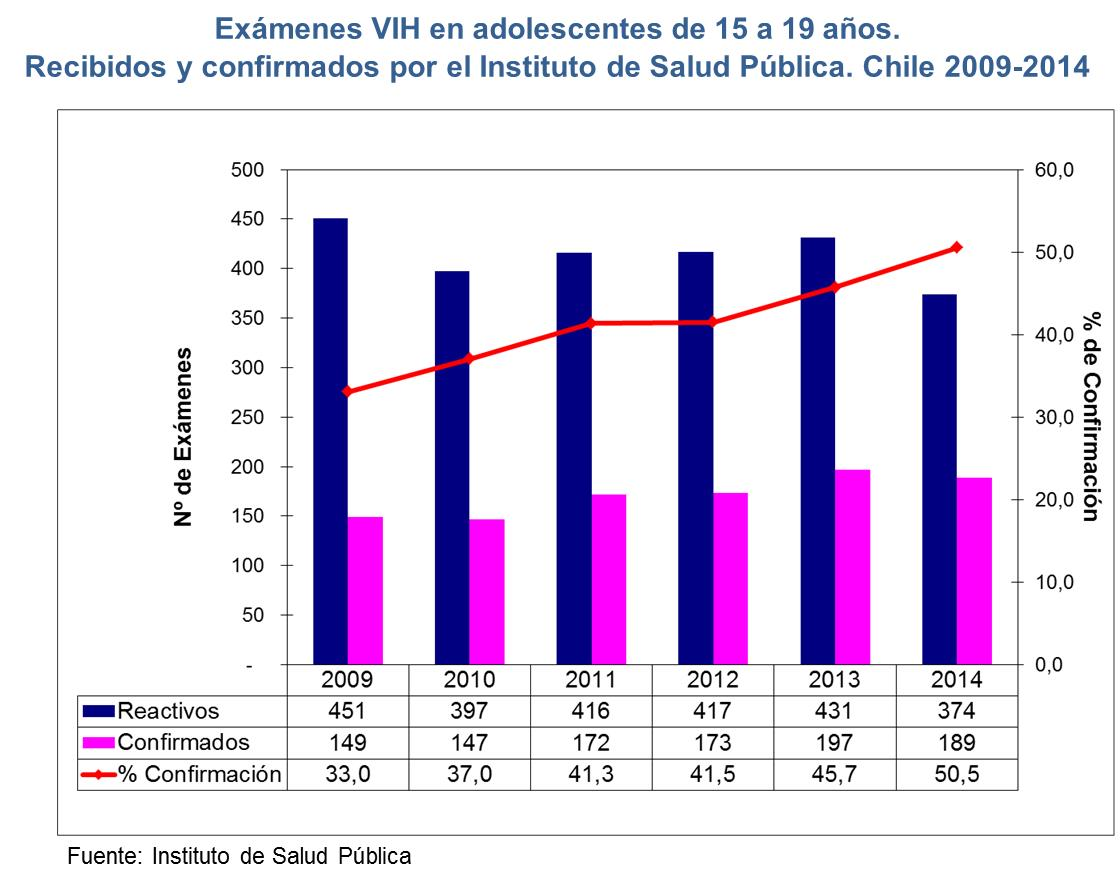 Exámenes VIH en adolescentes de 15 a 19 años.
Recibidos y confirmados por el Instituto de Salud Pública. Chile 2009-2014
500
450
400
350
300
250
200
150
100
50
-
Nº de Exámenes
60,0
50,0
40,0
30,0
20,0
10,0
0,0
% de Confirmación
2009 2010 2011 2012 2013 2014
Reactivos 451 397 416 417 431 374
Confirmados 149 147 172 173 197 189
% Confirmación 33,0 37,0 41,3 41,5 45,7 50,5
Fuente: Instituto de Salud Pública